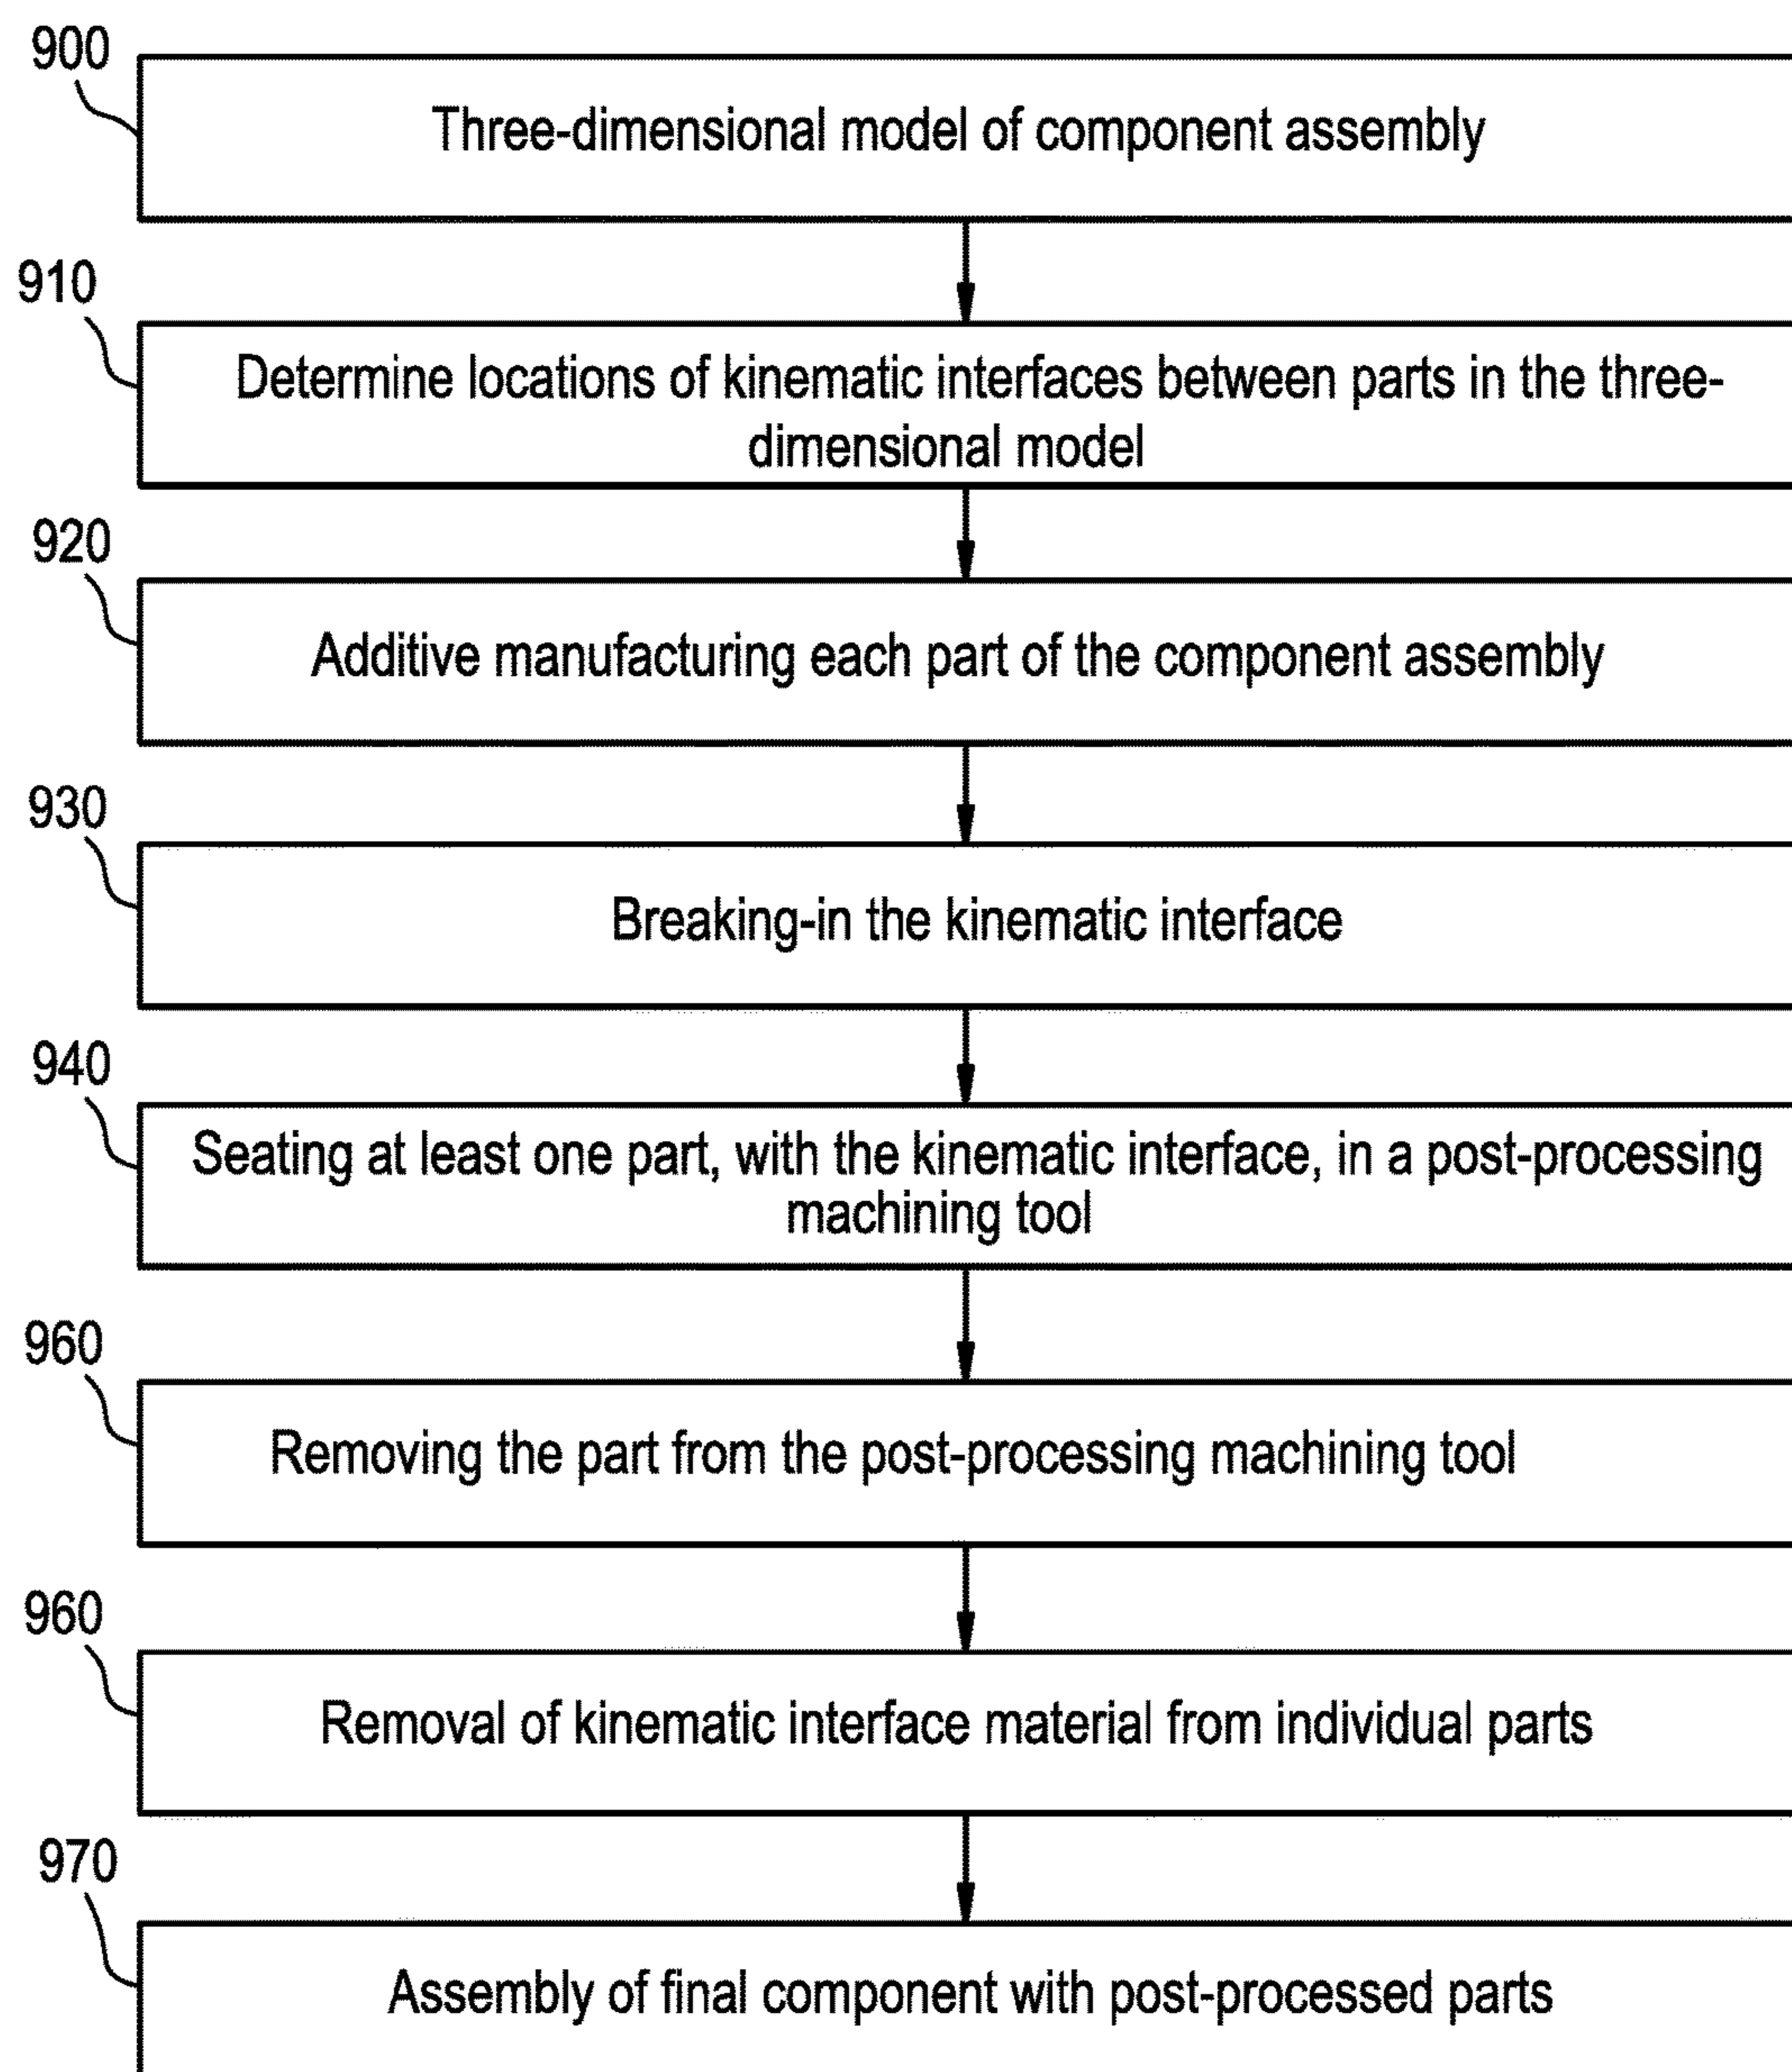 900
Three-dimensional model of component assembly
910
Determine locations of kinematic interfaces between parts in the three-
dimensional model
920
Additive manufacturing each part of the component assembly
930
Breaking-in the kinematic interface
940
Seating at least one part, with the kinematic interface, in a post-processing
machining tool
960
Removing the part from the post-processing machining tool
960
Removal of kinematic interface material from individual parts
970
Assembly of final component with post-processed parts